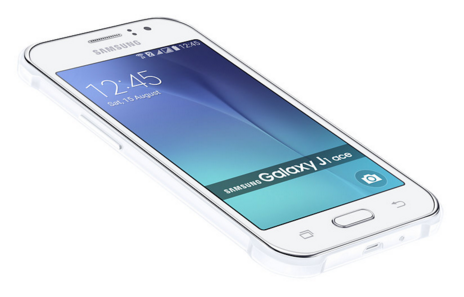 SAMSUNG
12:45
12:45
Sat, 15 August
SAMSUNG Galaxy J1 ace